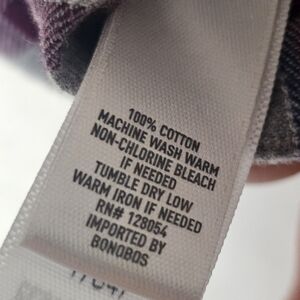 100% COTTON
MACHINE WASH WARM
NON-CHLORINE BLEACH
IF NEEDED
TUMBLE DRY LOW
WARM IRON IF NEEDED
RN# 128054
IMPORTED BY
BONOBOS